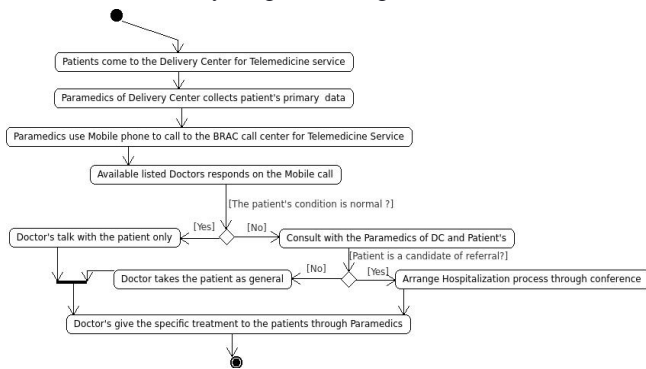 Patients come to the Delivery Center for Telemedicine service
Paramedics of Delivery Center collects patient's primary data
Paramedics use Mobile phone to call to the BRAC call center for Telemedicine Service
Available listed Doctors responds on the Mobile call
[The patient's condition is normal ?]
[Yes]
[No]
Doctor's talk with the patient only
Consult with the Paramedics of DC and Patient's
[Patient is a candidate of referral?]
[No]
[Yes]
Doctor takes the patient as general
Arrange Hospitalization process through conference
Doctor's give the specific treatment to the patients through Paramedics